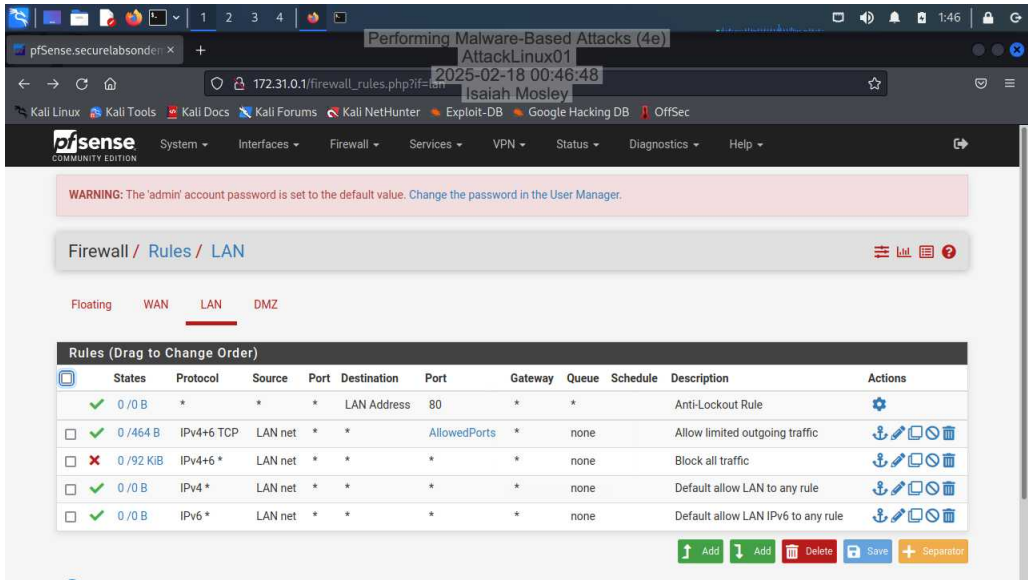 1 2 3 4 1:46
pfSense.securelabsonden
Performing Malware-Based Attacks (4e)
AttackLinux01
2025-02-18 00:46:48
Isaiah Mosley
172.31.0.1/firewall_rules.php?if=lan
Kali Linux Kali Tools Kali Docs Kali Forums Kali NetHunter Exploit-DB Google Hacking DB OffSec
pfsense System Interfaces Firewall Services VPN Status Diagnostics Help
COMMUNITY EDITION
WARNING: The 'admin' account password is set to the default value. Change the password in the User Manager.
Firewall / Rules / LAN
Floating WAN LAN DMZ
Rules (Drag to Change Order)
States Protocol Source Port Destination Port Gateway Queue Schedule Description Actions
0 /0 B * * * LAN Address 80 * * Anti-Lockout Rule
0 /464 B IPv4+6 TCP LAN net * * AllowedPorts * none Allow limited outgoing traffic
0 /92 KiB IPv4+6 * LAN net * * * * none Block all traffic
0 /0 B IPv4 * LAN net * * * * none Default allow LAN to any rule
0 /0 B IPv6 * LAN net * * * * none Default allow LAN IPv6 to any rule
Add Add Delete Save Separator